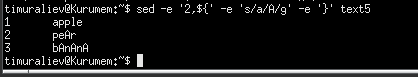 timuraliev@Kurumem:~$ sed -e '2,${' -e 's/a/A/g' -e '}' text5
1 apple
2 peAr
3 bAnAnA
timuraliev@Kurumem:~$